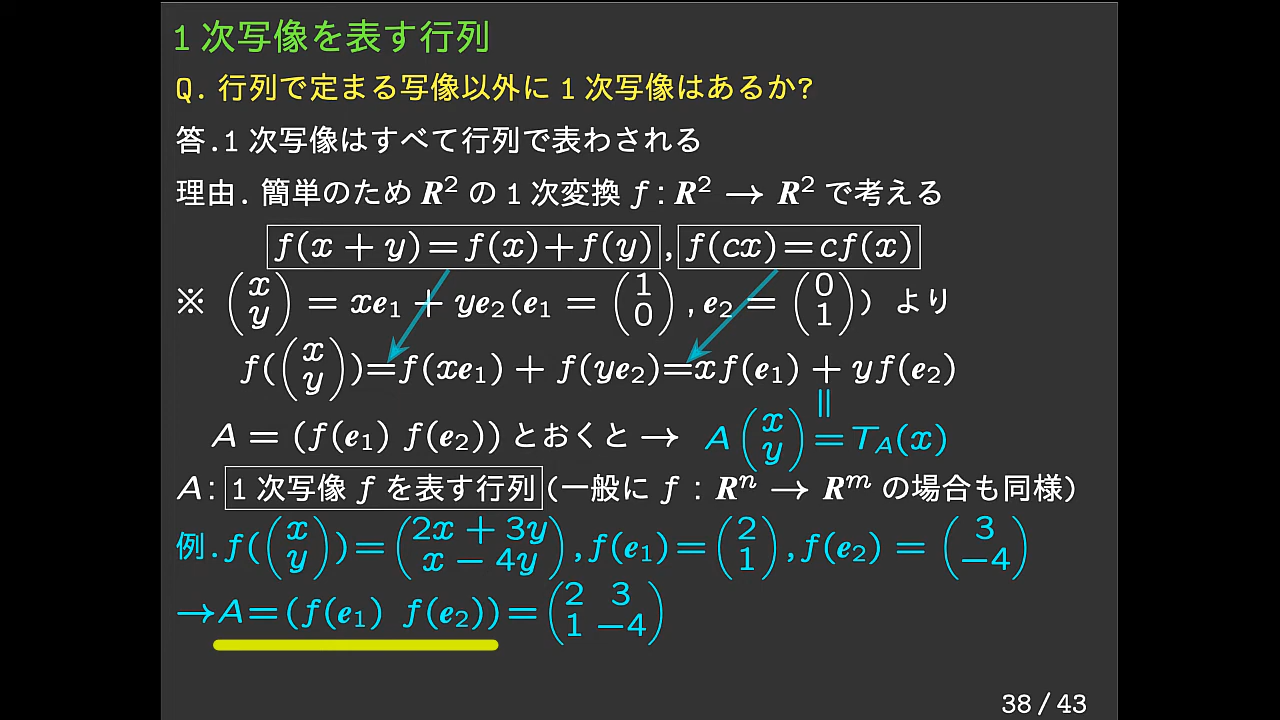 1 次写像を表す行列
Q. 行列で定まる写像以外に 1 次写像はあるか?
答.1 次写像はすべて行列で表わされる
理由. 簡単のため R² の 1 次変換 f : R² → R² で考える
f(x + y)=f(x)+f(y), f(cx)=cf(x)
※ (x y) = xe₁ + ye₂(e₁ = (1 0), e₂ = (0 1)) より
f((x y))=f(xe₁) + f(ye₂)=xf(e₁) + yf(e₂)
||
A = (f(e₁) f(e₂)) とおくと → A(x y)=T_A(x)
A: 1 次写像 f を表す行列 (一般に f : Rⁿ → Rᵐ の場合も同様)
例.f((x y))=(2x + 3y x − 4y), f(e₁)=(2 1), f(e₂) = (3 −4)
→A=(f(e₁) f(e₂))=(2 3 1 −4)
38 / 43